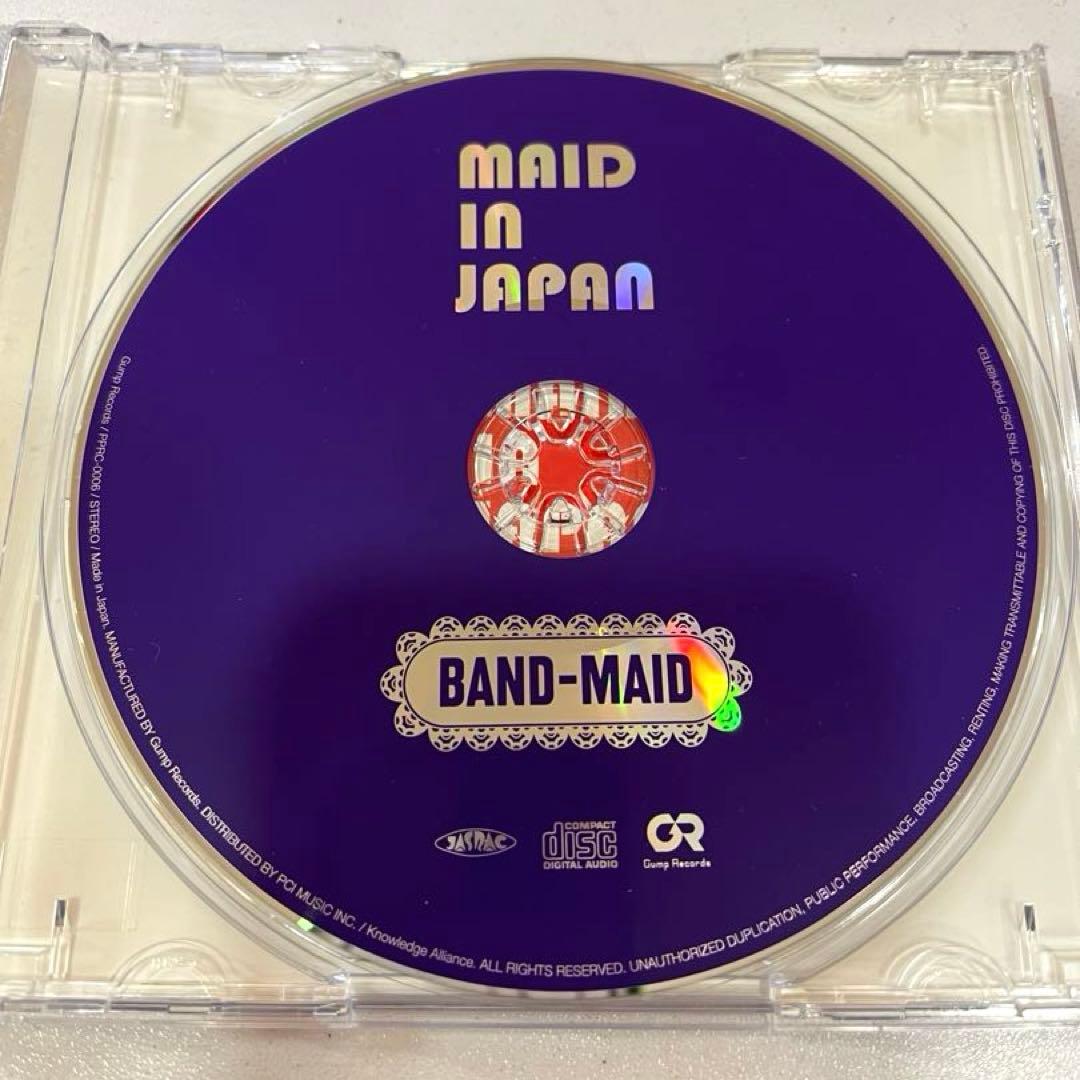 MAID
IN
JAPAN
BAND-MAID
JASRAC
COMPACT
disc
DIGITAL AUDIO
GR
Gump Records
Gump Records / PPRC-0006 / STEREO / Made in Japan. MANUFACTURED BY Gump Records. DISTRIBUTED BY PCI MUSIC INC. / Knowledge Alliance. ALL RIGHTS RESERVED. UNAUTHORIZED DUPLICATION, PUBLIC PERFORMANCE, BROADCASTING, RENTING, MAKING TRANSMITTABLE AND COPYING OF THIS DISC PROHIBITED.